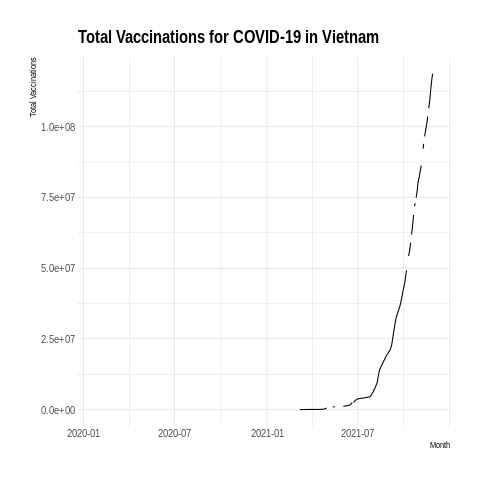 Total Vaccinations for COVID-19 in Vietnam
Total Vaccinations
1.0e+08
7.5e+07
5.0e+07
2.5e+07
0.0e+00
2020-01
2020-07
2021-01
2021-07
Month